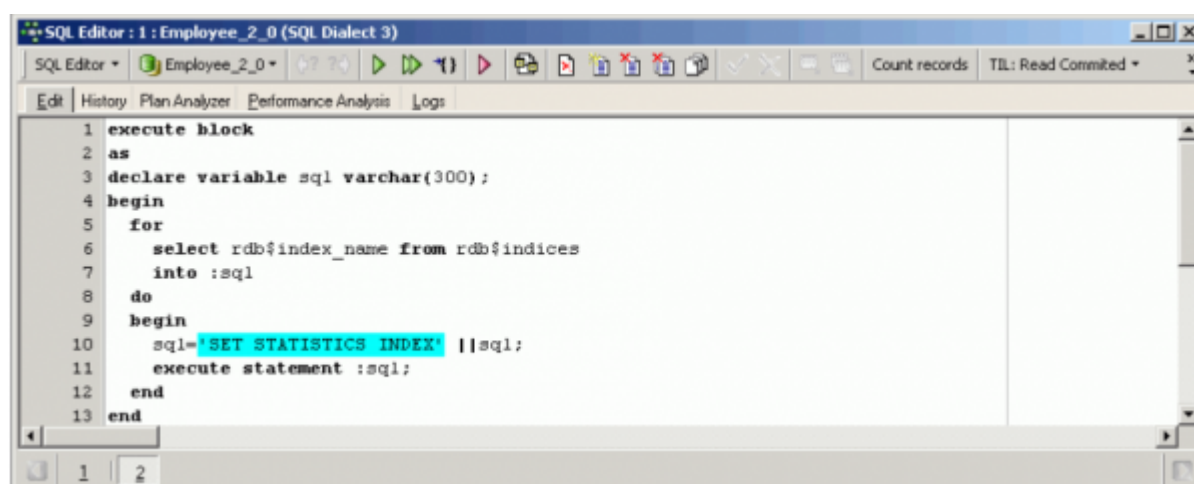 SQL Editor : 1 : Employee_2_0 (SQL Dialect 3)
SQL Editor Employee_2_0 Count records TIL: Read Commited
Edit History Plan Analyzer Performance Analysis Logs
1 execute block
2 as
3 declare variable sql varchar(300);
4 begin
5 for
6 select rdb$index_name from rdb$indices
7 into :sql
8 do
9 begin
10 sql='SET STATISTICS INDEX' ||sql;
11 execute statement :sql;
12 end
13 end
1 2